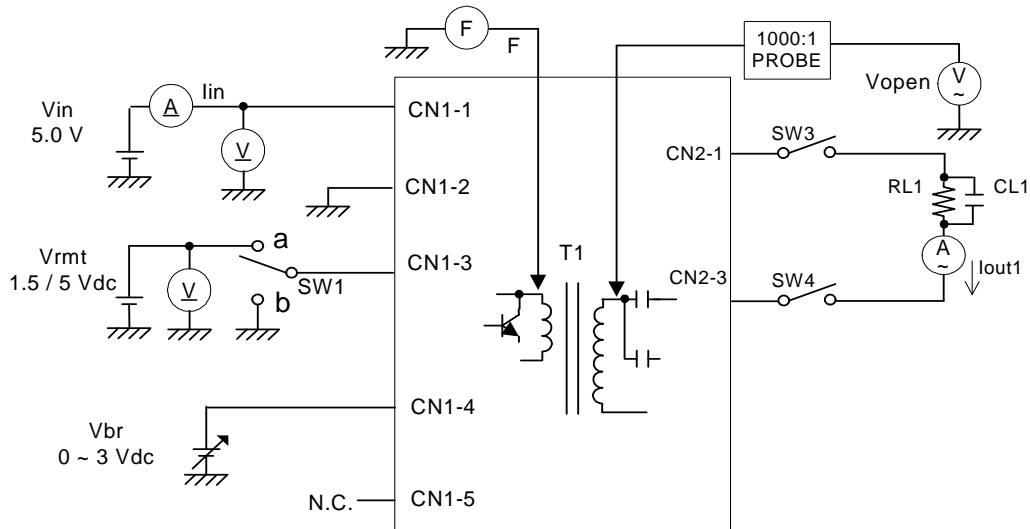 F
F
1000:1
PROBE
Vopen
V
~
Vin
5.0 V
A
Iin
V
CN1-1
CN1-2
CN2-1
SW3
RL1
CL1
A
~
Iout1
Vrmt
1.5 / 5 Vdc
V
a
b
SW1
CN1-3
T1
CN2-3
SW4
Vbr
0 ~ 3 Vdc
CN1-4
N.C.
CN1-5